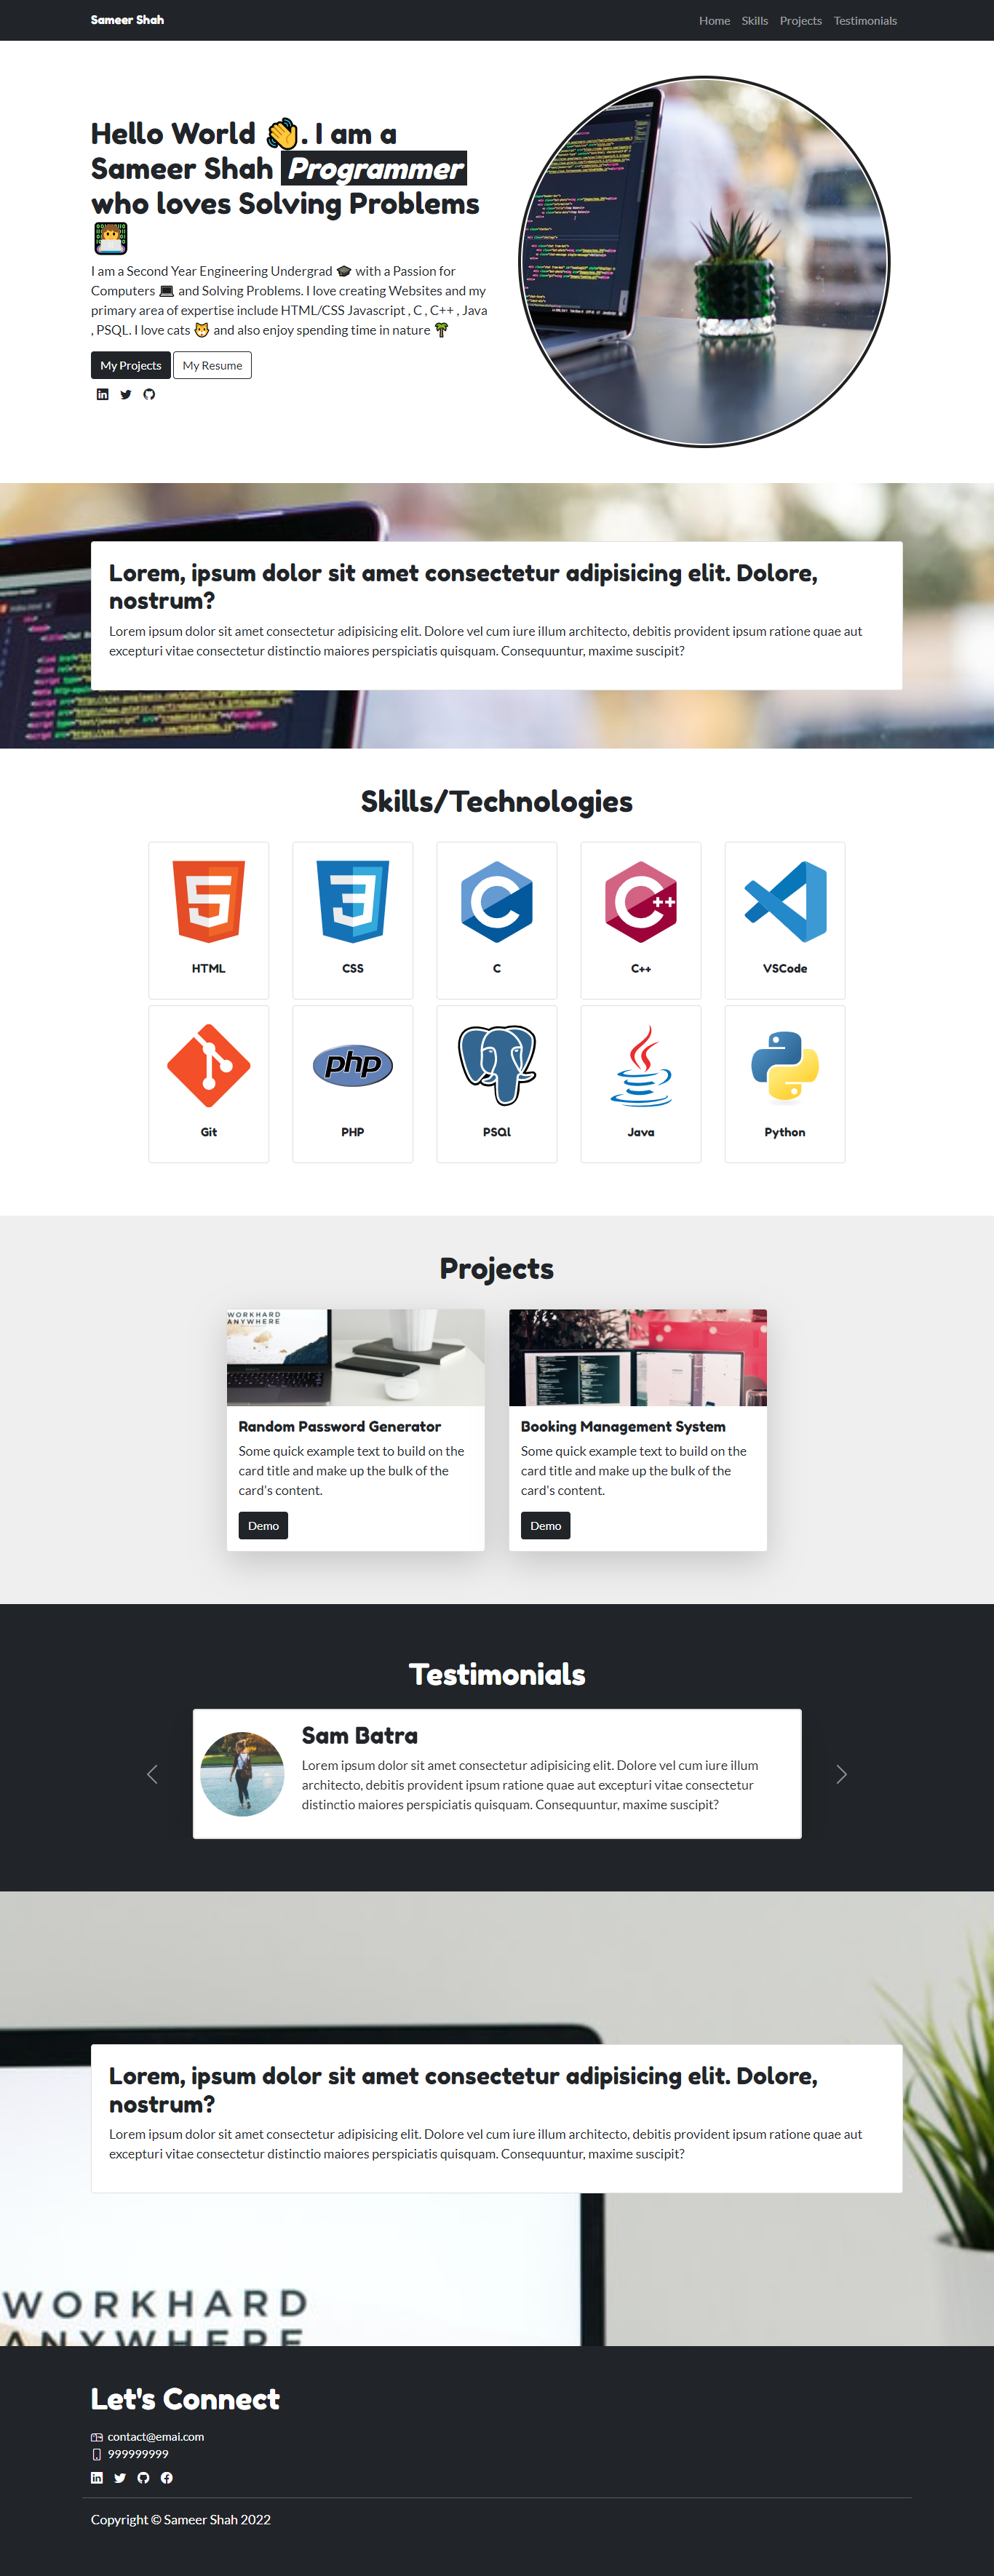 Sameer Shah
Home Skills Projects Testimonials
Hello World 👋. I am a
Sameer Shah Programmer
who loves Solving Problems
👨‍💻
I am a Second Year Engineering Undergrad 🎓 with a Passion for
Computers 💻 and Solving Problems. I love creating Websites and my
primary area of expertise include HTML/CSS Javascript , C , C++ , Java
, PSQL. I love cats 🐱 and also enjoy spending time in nature 🌴
My Projects My Resume
Lorem, ipsum dolor sit amet consectetur adipisicing elit. Dolore,
nostrum?
Lorem ipsum dolor sit amet consectetur adipisicing elit. Dolore vel cum iure illum architecto, debitis provident ipsum ratione quae aut
excepturi vitae consectetur distinctio maiores perspiciatis quisquam. Consequuntur, maxime suscipit?
Skills/Technologies
HTML CSS C C++ VSCode
php
Git PHP PSQl Java Python
Projects
WORKHARD
ANYWHERE
Random Password Generator
Some quick example text to build on the
card title and make up the bulk of the
card's content.
Demo
Booking Management System
Some quick example text to build on the
card title and make up the bulk of the
card's content.
Demo
Testimonials
Sam Batra
Lorem ipsum dolor sit amet consectetur adipisicing elit. Dolore vel cum iure illum
architecto, debitis provident ipsum ratione quae aut excepturi vitae consectetur
distinctio maiores perspiciatis quisquam. Consequuntur, maxime suscipit?
Lorem, ipsum dolor sit amet consectetur adipisicing elit. Dolore,
nostrum?
Lorem ipsum dolor sit amet consectetur adipisicing elit. Dolore vel cum iure illum architecto, debitis provident ipsum ratione quae aut
excepturi vitae consectetur distinctio maiores perspiciatis quisquam. Consequuntur, maxime suscipit?
WORKHARD
ANYWHERE
Let's Connect
contact@emai.com
999999999
Copyright © Sameer Shah 2022